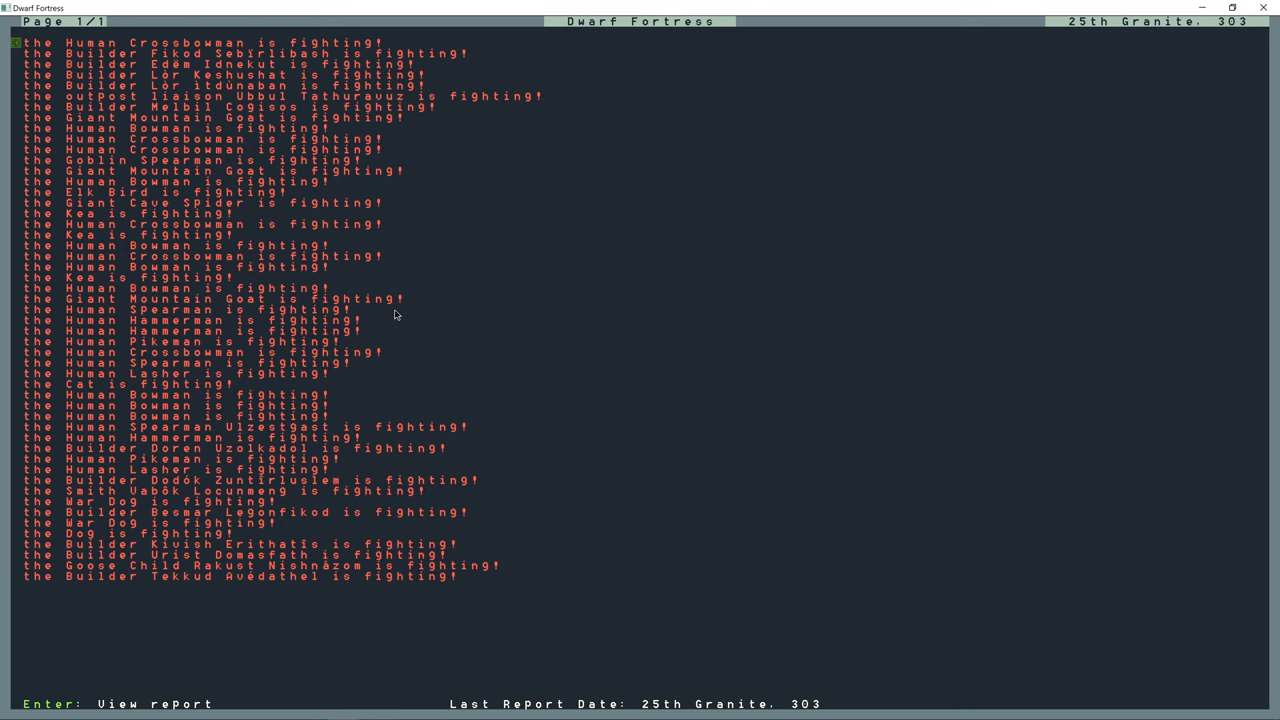 Dwarf Fortress
Page 1/1 Dwarf Fortress 25th Granite, 303
the Human Crossbowman is fighting!
the Builder Fikod Sebïrlibash is fighting!
the Builder Edëm Idnekut is fighting!
the Builder Lòr Keshushat is fighting!
the Builder Lòr itdùnaban is fighting!
the outpost liaison Ubbul Tathuravuz is fighting!
the Builder Melbil Cogisos is fighting!
the Giant Mountain Goat is fighting!
the Human Bowman is fighting!
the Human Crossbowman is fighting!
the Human Crossbowman is fighting!
the Goblin Spearman is fighting!
the Giant Mountain Goat is fighting!
the Human Bowman is fighting!
the Elk Bird is fighting!
the Giant Cave Spider is fighting!
the Kea is fighting!
the Human Crossbowman is fighting!
the Kea is fighting!
the Human Bowman is fighting!
the Human Crossbowman is fighting!
the Human Bowman is fighting!
the Kea is fighting!
the Human Bowman is fighting!
the Giant Mountain Goat is fighting!
the Human Spearman is fighting!
the Human Hammerman is fighting!
the Human Hammerman is fighting!
the Human Pikeman is fighting!
the Human Crossbowman is fighting!
the Human Spearman is fighting!
the Human Lasher is fighting!
the Cat is fighting!
the Human Bowman is fighting!
the Human Bowman is fighting!
the Human Bowman is fighting!
the Human Spearman Ulzestgast is fighting!
the Human Hammerman is fighting!
the Builder Doren Uzolkadol is fighting!
the Human Pikeman is fighting!
the Human Lasher is fighting!
the Builder Dodók Zuntîrluslem is fighting!
the Smith Vabôk Locunmeng is fighting!
the War Dog is fighting!
the Builder Besmar Legonfikod is fighting!
the War Dog is fighting!
the Dog is fighting!
the Builder Kivish Erithatîs is fighting!
the Builder Urist Domasfath is fighting!
the Goose Child Rakust Nishnåzom is fighting!
the Builder Tekkud Avédathel is fighting!
Enter: View report Last Report Date: 25th Granite, 303